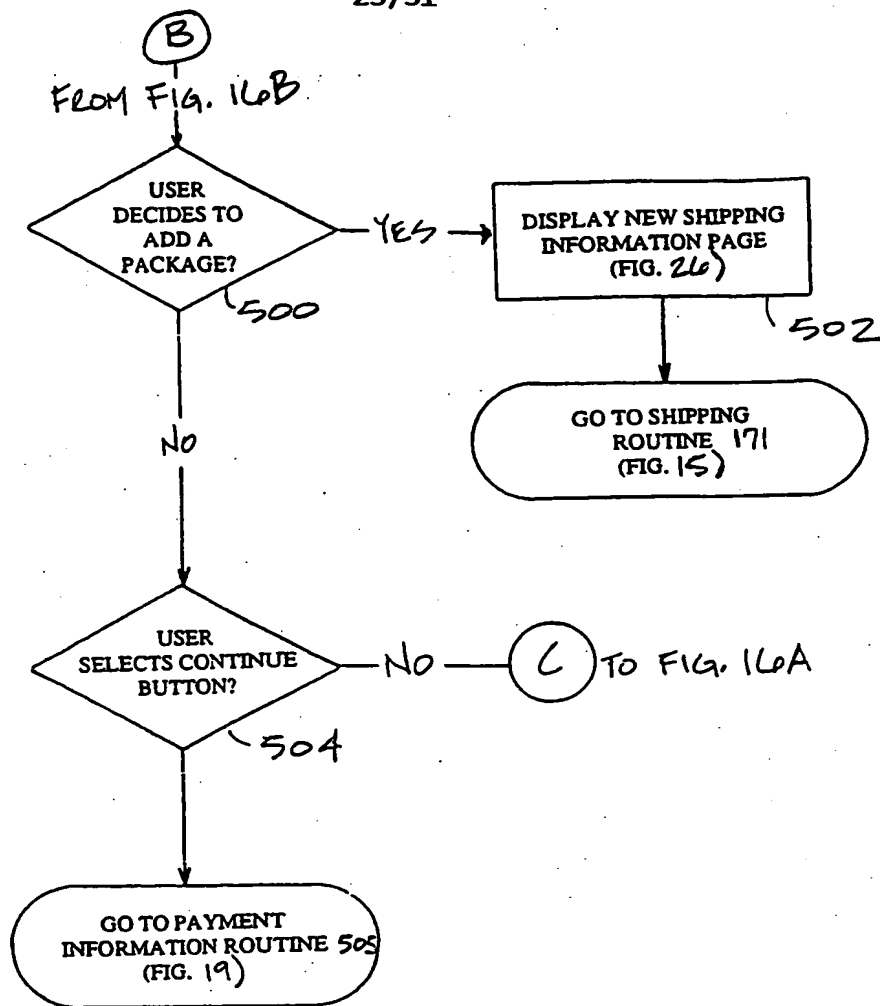 B
FROM FIG. 16B
USER
DECIDES TO
ADD A
PACKAGE?
YES
DISPLAY NEW SHIPPING
INFORMATION PAGE
(FIG. 26)
500
502
GO TO SHIPPING
ROUTINE 171
(FIG. 15)
NO
USER
SELECTS CONTINUE
BUTTON?
NO
C
TO FIG. 16A
504
GO TO PAYMENT
INFORMATION ROUTINE 505
(FIG. 19)